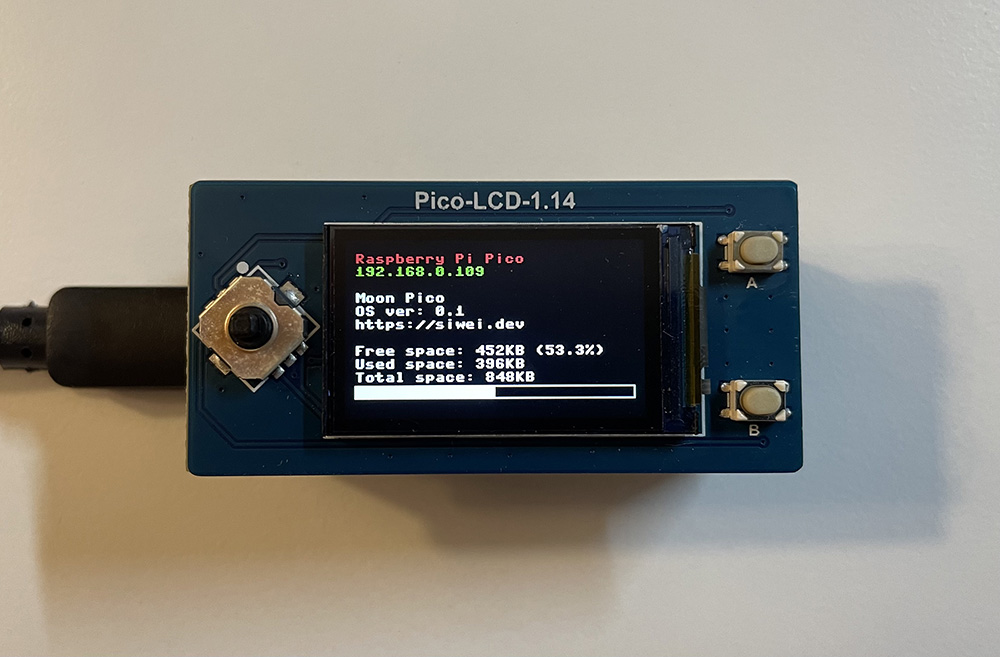 Pico-LCD-1.14
Raspberry Pi Pico
192.168.0.109
Moon Pico
OS ver: 0.1
https://siwei.dev
Free space: 452KB (53.3%)
Used space: 396KB
Total space: 848KB
A
B